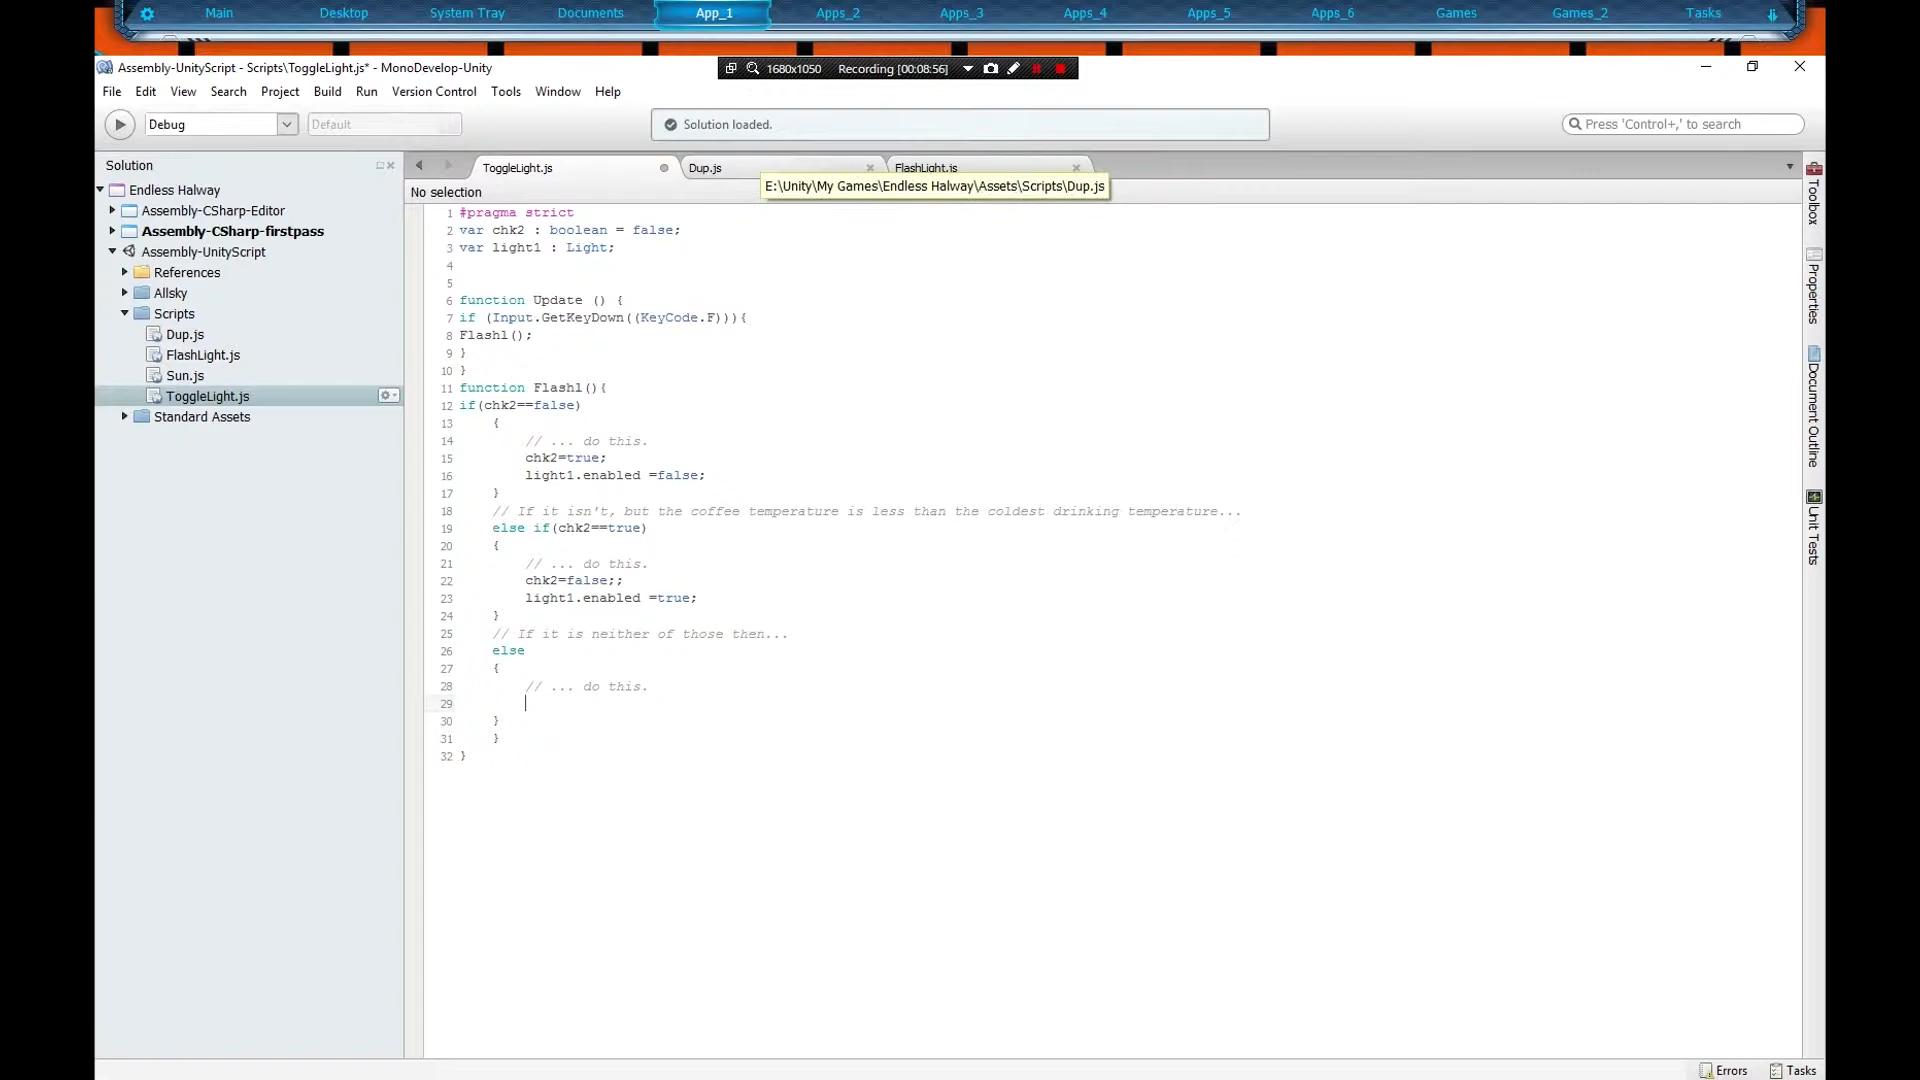 Main Desktop System Tray Documents App_1 Apps_2 Apps_3 Apps_4 Apps_5 Apps_6 Games Games_2 Tasks
Assembly-UnityScript - Scripts\ToggleLight.js* - MonoDevelop-Unity
1680x1050 Recording [00:08:56]
File Edit View Search Project Build Run Version Control Tools Window Help
Debug Default Solution loaded. Press 'Control+,' to search
Solution
Endless Halway
Assembly-CSharp-Editor
Assembly-CSharp-firstpass
Assembly-UnityScript
References
Allsky
Scripts
Dup.js
FlashLight.js
Sun.js
ToggleLight.js
Standard Assets
ToggleLight.js Dup.js FlashLight.js
E:\Unity\My Games\Endless Halway\Assets\Scripts\Dup.js
No selection
1 #pragma strict
2 var chk2 : boolean = false;
3 var light1 : Light;
4
5
6 function Update () {
7 if (Input.GetKeyDown((KeyCode.F))){
8 Flashl();
9 }
10 }
11 function Flashl(){
12 if(chk2==false)
13 {
14 // ... do this.
15 chk2=true;
16 light1.enabled =false;
17 }
18 // If it isn't, but the coffee temperature is less than the coldest drinking temperature...
19 else if(chk2==true)
20 {
21 // ... do this.
22 chk2=false;;
23 light1.enabled =true;
24 }
25 // If it is neither of those then...
26 else
27 {
28 // ... do this.
29
30 }
31 }
32 }
Toolbox
Properties
Document Outline
Unit Tests
Errors Tasks